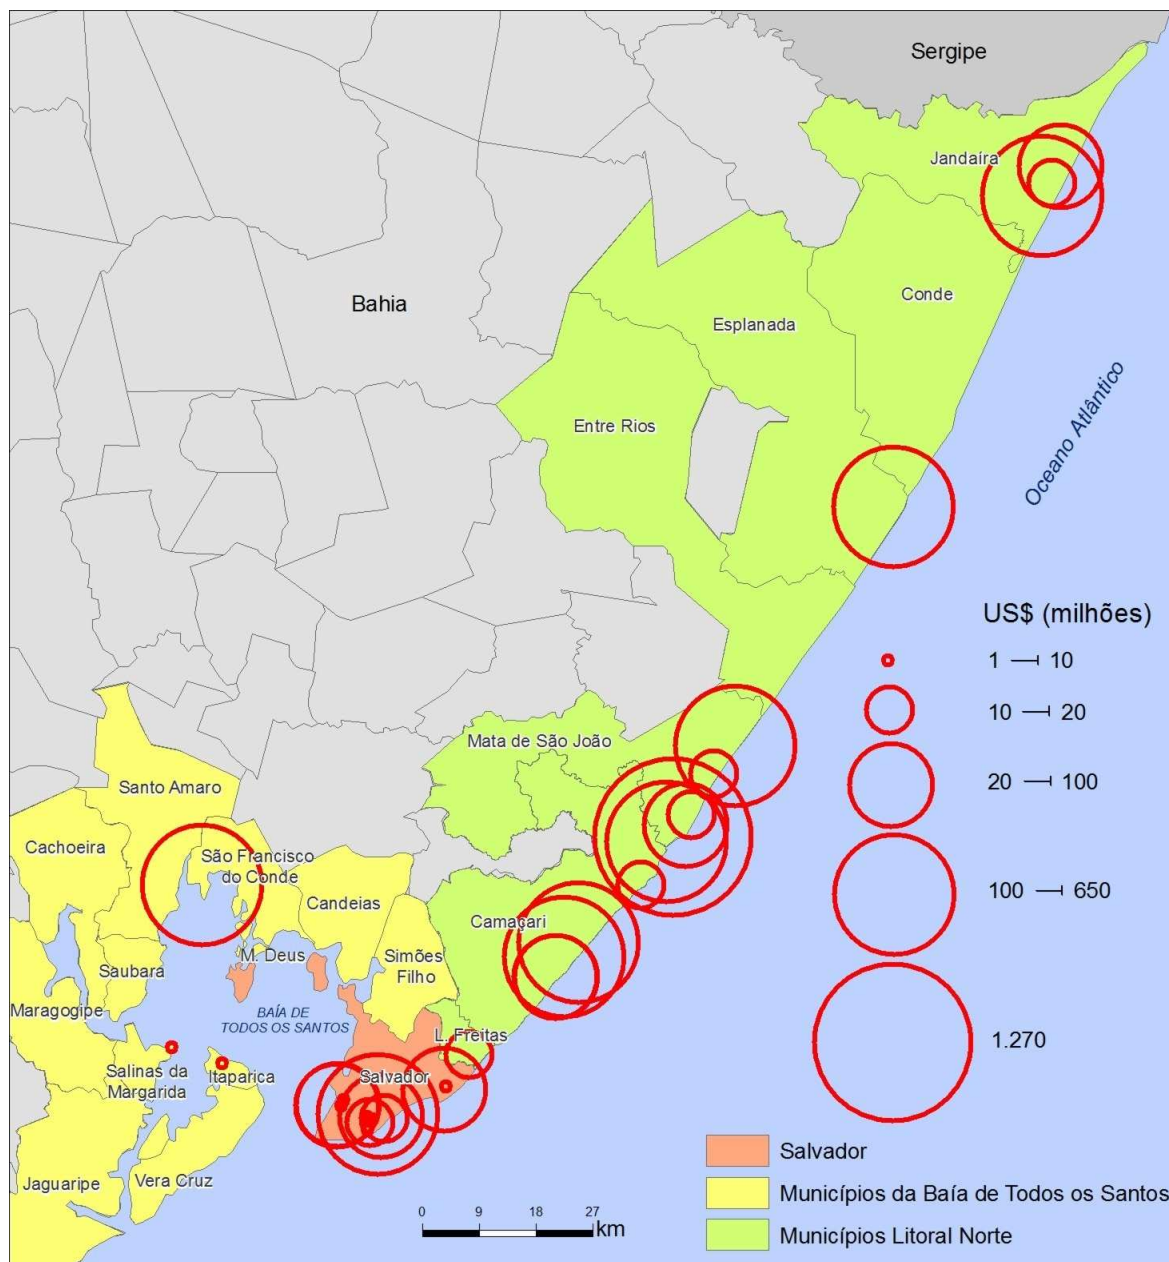 Sergipe
Jandaíra
Bahia
Conde
Esplanada
Entre Rios
Oceano Atlântico
US$ (milhões)
1 ⟶ 10
10 ⟶ 20
20 ⟶ 100
100 ⟶ 650
1.270
Mata de São João
Santo Amaro
Cachoeira
São Francisco
do Conde
Candeias
Camaçari
Simões
Filho
M. Deus
Saubara
BAÍA DE
TODOS OS SANTOS
Maragogipe
L. Freitas
Salinas da
Margarida
Itaparica
Salvador
Jaguaripe
Vera Cruz
0 9 18 27
km
Salvador
Municípios da Baía de Todos os Santos
Municípios Litoral Norte